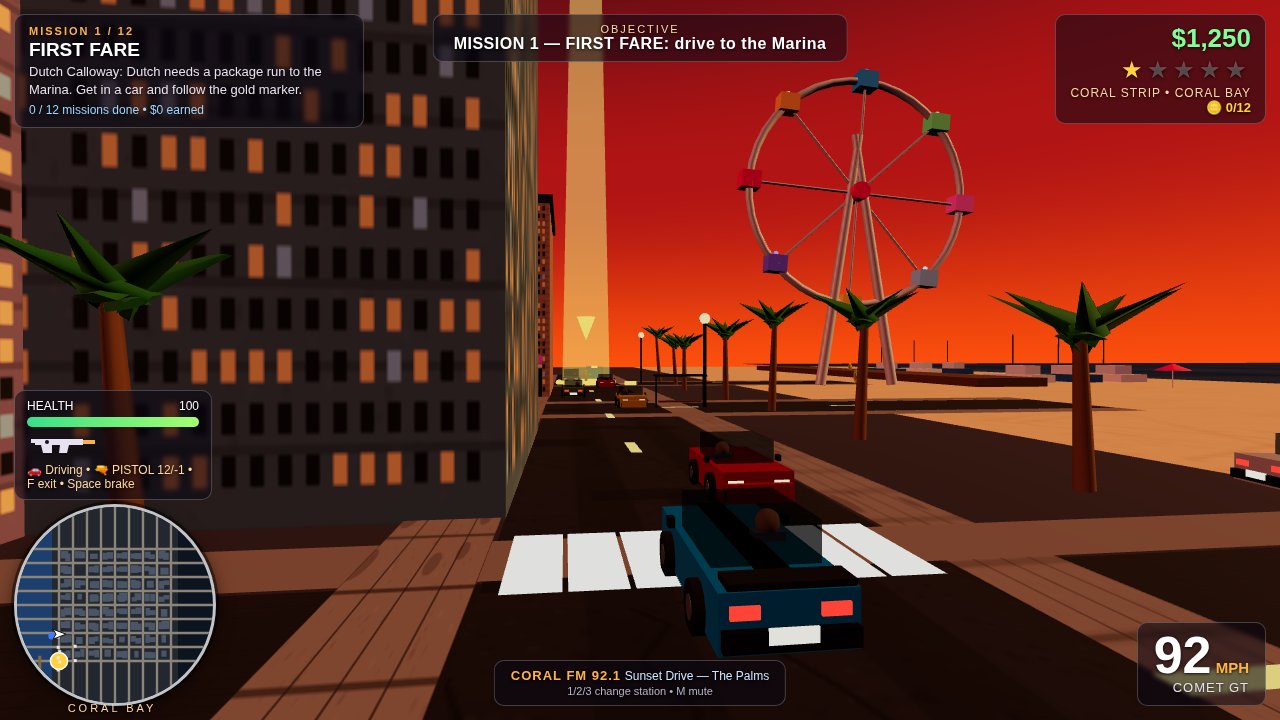 MISSION 1 / 12
FIRST FARE
Dutch Calloway: Dutch needs a package run to the
Marina. Get in a car and follow the gold marker.
0 / 12 missions done • $0 earned
OBJECTIVE
MISSION 1 — FIRST FARE: drive to the Marina
$1,250
CORAL STRIP • CORAL BAY
0/12
HEALTH 100
Driving • PISTOL 12/-1 •
F exit • Space brake
CORAL BAY
CORAL FM 92.1 Sunset Drive — The Palms
1/2/3 change station • M mute
92 MPH
COMET GT